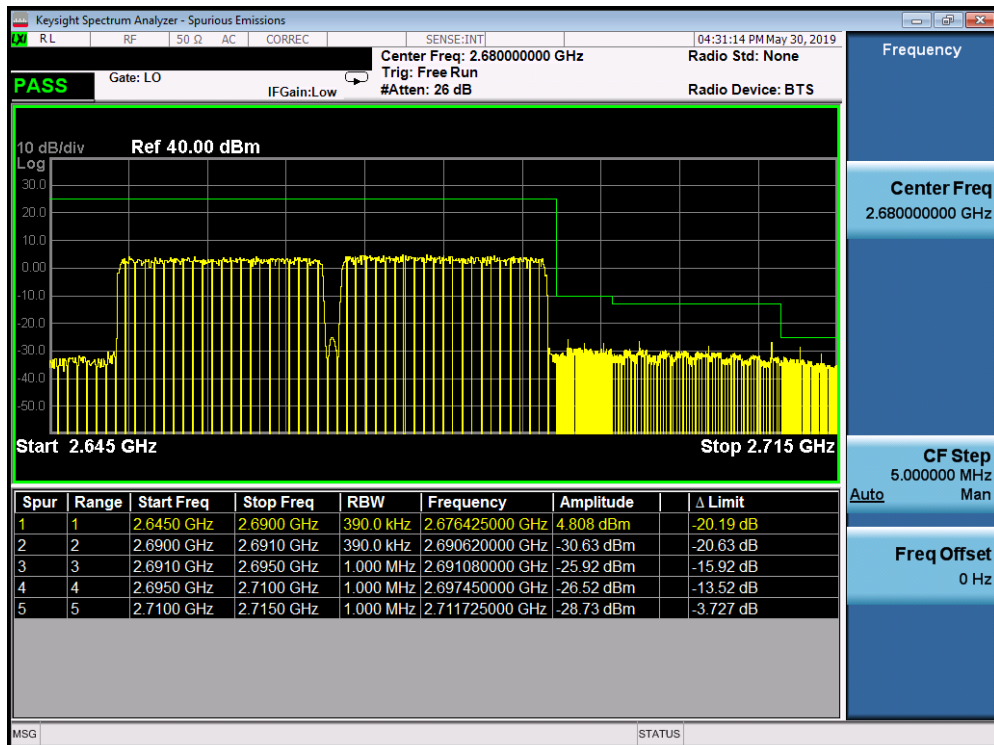 Keysight Spectrum Analyzer - Spurious Emissions
LXI RL RF 50 Ω AC CORREC SENSE:INT 04:31:14 PM May 30, 2019
Center Freq: 2.680000000 GHz Radio Std: None
PASS Gate: LO Trig: Free Run
IFGain:Low #Atten: 26 dB Radio Device: BTS
10 dB/div Ref 40.00 dBm
Log
30.0
20.0
10.0
0.00
-10.0
-20.0
-30.0
-40.0
-50.0
Start 2.645 GHz Stop 2.715 GHz
Spur Range Start Freq Stop Freq RBW Frequency Amplitude Δ Limit
1 1 2.6450 GHz 2.6900 GHz 390.0 kHz 2.676425000 GHz 4.808 dBm -20.19 dB
2 2 2.6900 GHz 2.6910 GHz 390.0 kHz 2.690620000 GHz -30.63 dBm -20.63 dB
3 3 2.6910 GHz 2.6950 GHz 1.000 MHz 2.691080000 GHz -25.92 dBm -15.92 dB
4 4 2.6950 GHz 2.7100 GHz 1.000 MHz 2.697450000 GHz -26.52 dBm -13.52 dB
5 5 2.7100 GHz 2.7150 GHz 1.000 MHz 2.711725000 GHz -28.73 dBm -3.727 dB
MSG STATUS
Frequency
Center Freq
2.680000000 GHz
CF Step
5.000000 MHz
Auto Man
Freq Offset
0 Hz